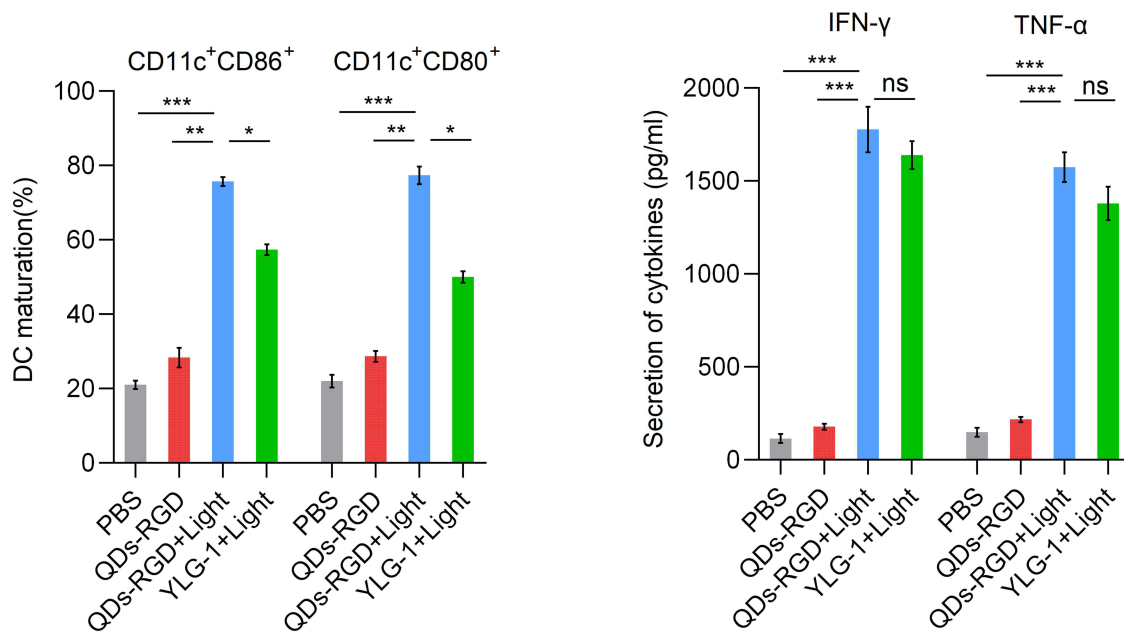 CD11c⁺CD86⁺
CD11c⁺CD80⁺
***
**
*
***
**
*
DC maturation(%)
100
80
60
40
20
0
PBS
QDs-RGD
QDs-RGD+Light
YLG-1+Light
PBS
QDs-RGD
QDs-RGD+Light
YLG-1+Light
IFN-γ
TNF-α
***
***
ns
***
***
ns
Secretion of cytokines (pg/ml)
2000
1500
1000
500
0
PBS
QDs-RGD
QDs-RGD+Light
YLG-1+Light
PBS
QDs-RGD
QDs-RGD+Light
YLG-1+Light